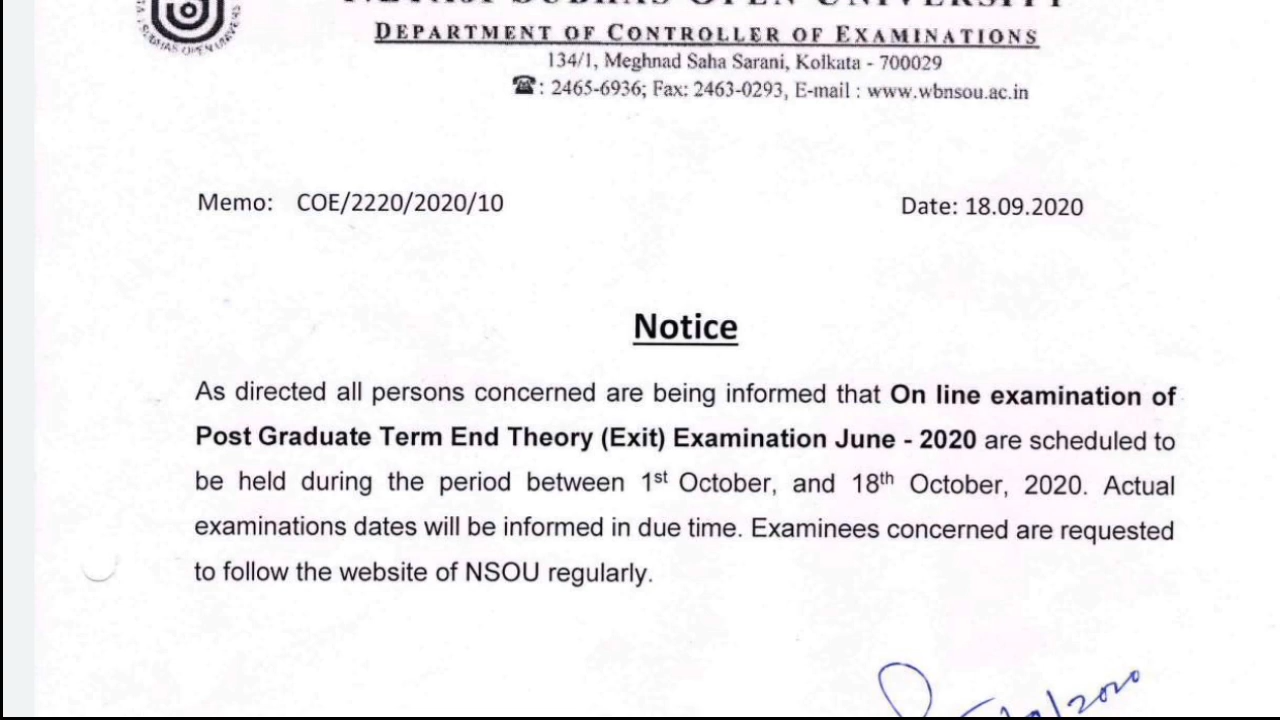 NETAJI SUBHAS OPEN UNIVERSITY
DEPARTMENT OF CONTROLLER OF EXAMINATIONS
134/1, Meghnad Saha Sarani, Kolkata - 700029
☎: 2465-6936; Fax: 2463-0293, E-mail : www.wbnsou.ac.in
Memo: COE/2220/2020/10
Date: 18.09.2020
Notice
As directed all persons concerned are being informed that On line examination of
Post Graduate Term End Theory (Exit) Examination June - 2020 are scheduled to
be held during the period between 1st October, and 18th October, 2020. Actual
examinations dates will be informed in due time. Examinees concerned are requested
to follow the website of NSOU regularly.